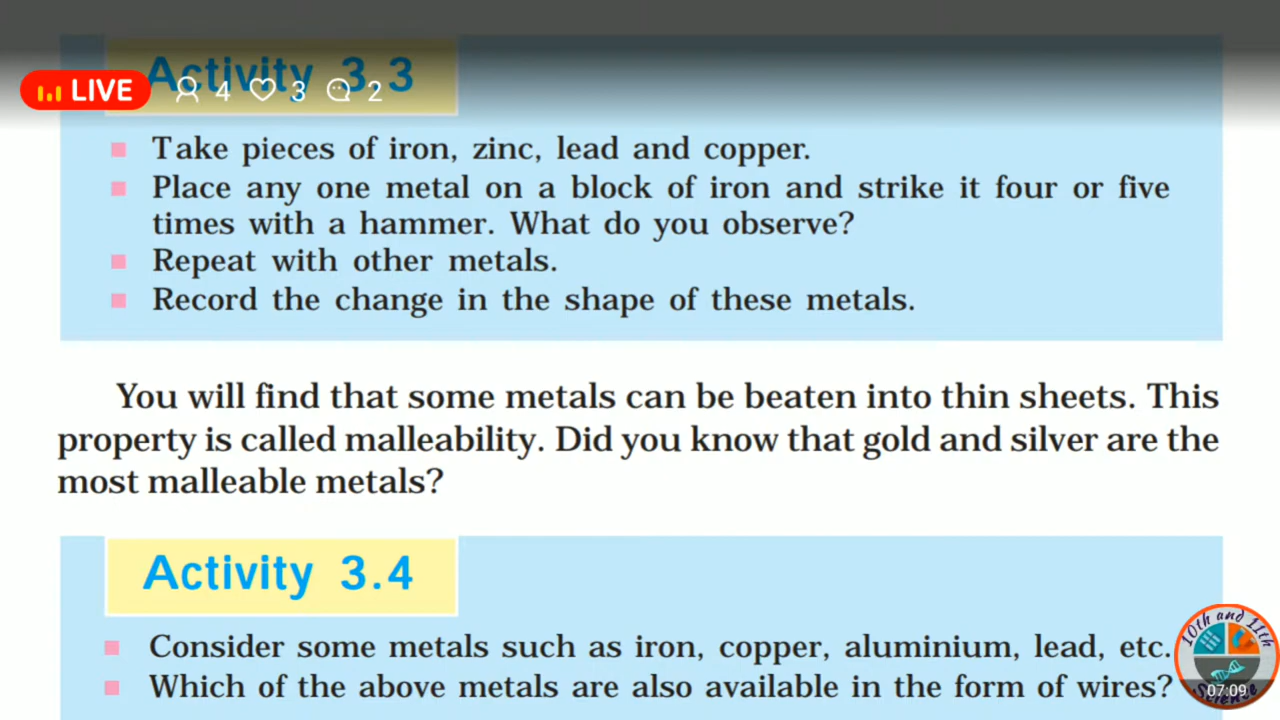 Activity 3.3
LIVE 4 3 2
Take pieces of iron, zinc, lead and copper.
Place any one metal on a block of iron and strike it four or five
times with a hammer. What do you observe?
Repeat with other metals.
Record the change in the shape of these metals.
You will find that some metals can be beaten into thin sheets. This
property is called malleability. Did you know that gold and silver are the
most malleable metals?
Activity 3.4
Consider some metals such as iron, copper, aluminium, lead, etc.
Which of the above metals are also available in the form of wires?
10th and 11th
Science
07:09